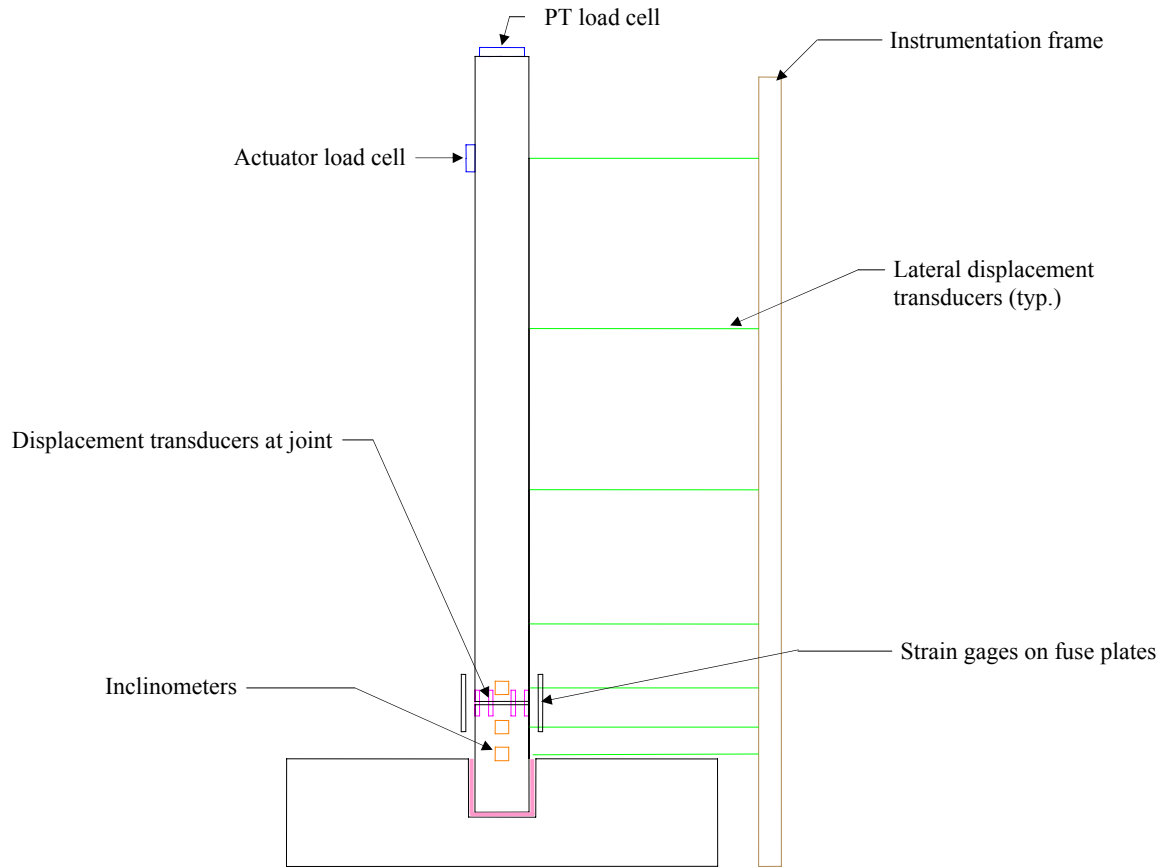 PT load cell
Instrumentation frame
Actuator load cell
Lateral displacement
transducers (typ.)
Displacement transducers at joint
Strain gages on fuse plates
Inclinometers